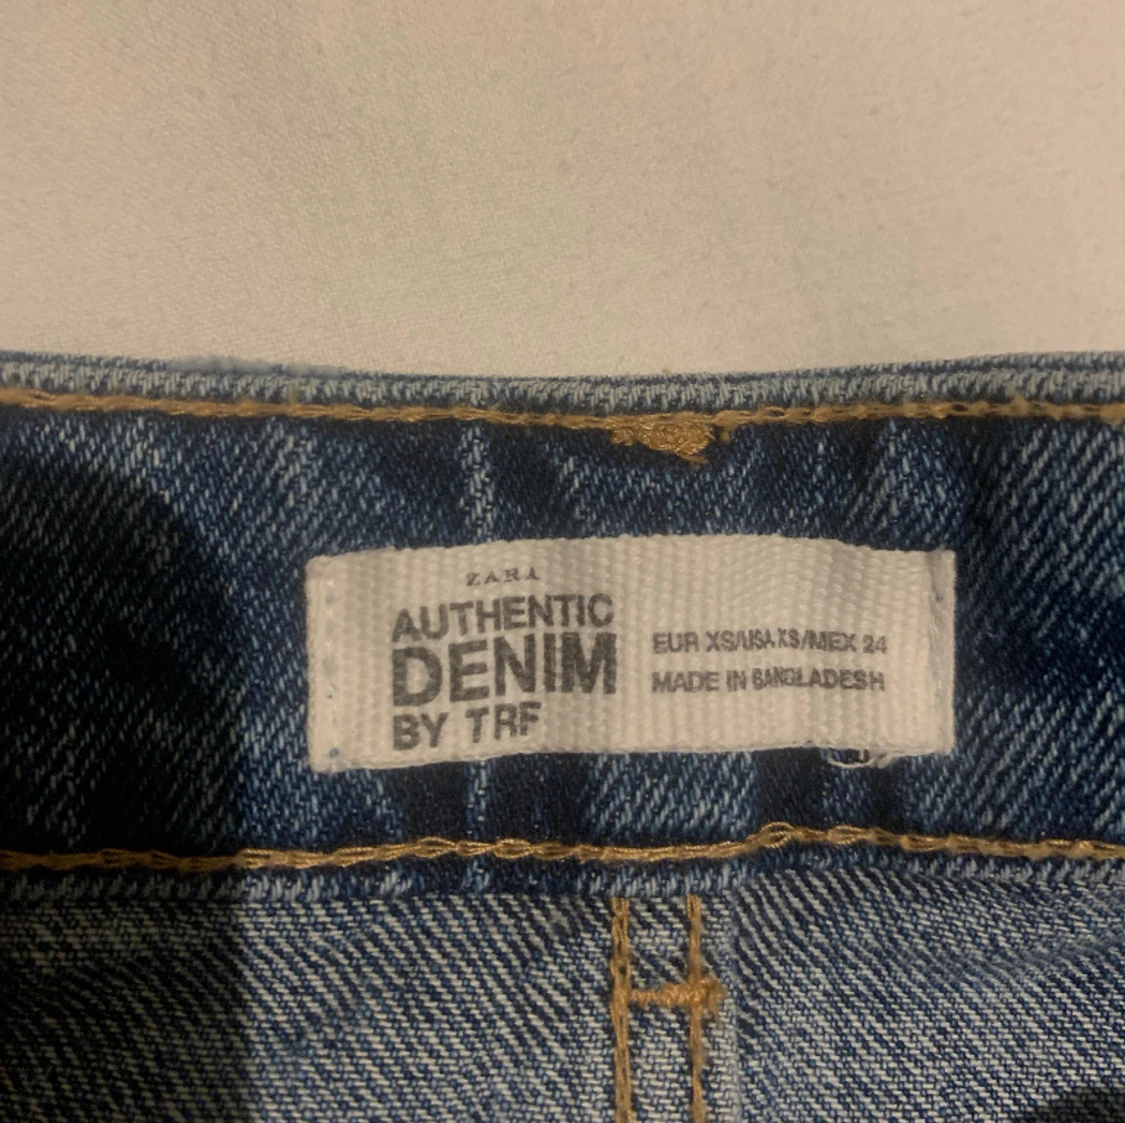 ZARA
AUTHENTIC
DENIM
BY TRF
EUR XS/USA XS/MEX 24
MADE IN BANGLADESH